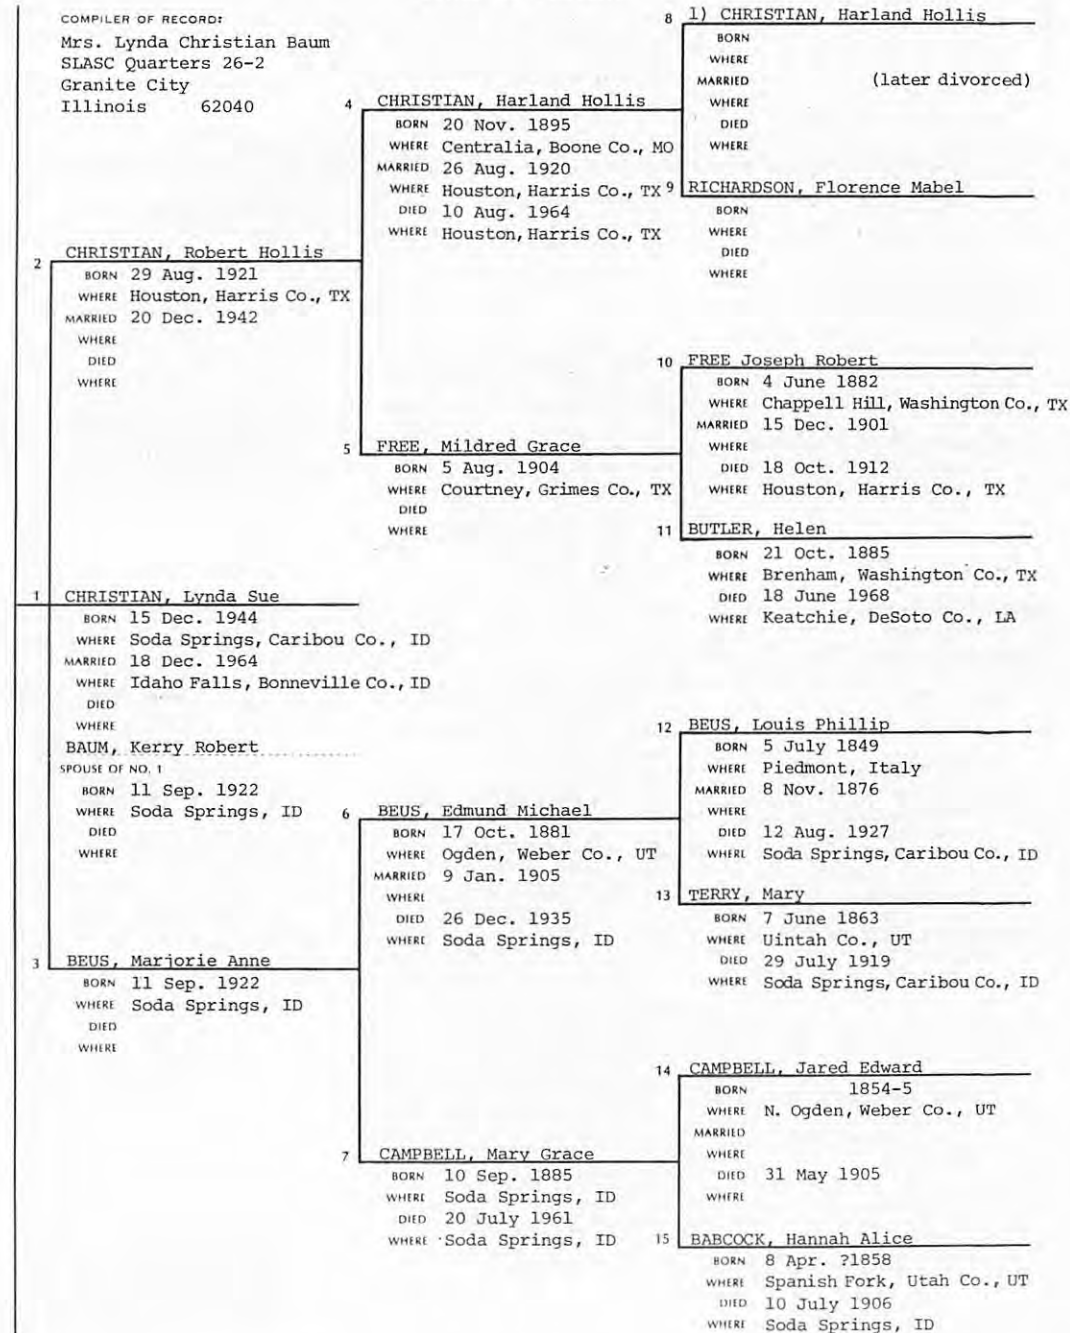 COMPILER OF RECORD:
Mrs. Lynda Christian Baum
SLASC Quarters 26-2
Granite City
Illinois 62040
8 1) CHRISTIAN, Harland Hollis
BORN
WHERE
MARRIED (later divorced)
WHERE
DIED
WHERE
4 CHRISTIAN, Harland Hollis
BORN 20 Nov. 1895
WHERE Centralia, Boone Co., MO
MARRIED 26 Aug. 1920
WHERE Houston, Harris Co., TX
DIED 10 Aug. 1964
WHERE Houston, Harris Co., TX
9 RICHARDSON, Florence Mabel
BORN
WHERE
DIED
WHERE
2 CHRISTIAN, Robert Hollis
BORN 29 Aug. 1921
WHERE Houston, Harris Co., TX
MARRIED 20 Dec. 1942
WHERE
DIED
WHERE
10 FREE Joseph Robert
BORN 4 June 1882
WHERE Chappell Hill, Washington Co., TX
MARRIED 15 Dec. 1901
WHERE
DIED 18 Oct. 1912
WHERE Houston, Harris Co., TX
5 FREE, Mildred Grace
BORN 5 Aug. 1904
WHERE Courtney, Grimes Co., TX
DIED
WHERE
11 BUTLER, Helen
BORN 21 Oct. 1885
WHERE Brenham, Washington Co., TX
DIED 18 June 1968
WHERE Keatchie, DeSoto Co., LA
1 CHRISTIAN, Lynda Sue
BORN 15 Dec. 1944
WHERE Soda Springs, Caribou Co., ID
MARRIED 18 Dec. 1964
WHERE Idaho Falls, Bonneville Co., ID
DIED
WHERE
BAUM, Kerry Robert
SPOUSE OF NO. 1
BORN 11 Sep. 1922
WHERE Soda Springs, ID
DIED
WHERE
12 BEUS, Louis Phillip
BORN 5 July 1849
WHERE Piedmont, Italy
MARRIED 8 Nov. 1876
WHERE
DIED 12 Aug. 1927
WHERE Soda Springs, Caribou Co., ID
6 BEUS, Edmund Michael
BORN 17 Oct. 1881
WHERE Ogden, Weber Co., UT
MARRIED 9 Jan. 1905
WHERE
DIED 26 Dec. 1935
WHERE Soda Springs, ID
13 TERRY, Mary
BORN 7 June 1863
WHERE Uintah Co., UT
DIED 29 July 1919
WHERE Soda Springs, Caribou Co., ID
3 BEUS, Marjorie Anne
BORN 11 Sep. 1922
WHERE Soda Springs, ID
DIED
WHERE
14 CAMPBELL, Jared Edward
BORN 1854-5
WHERE N. Ogden, Weber Co., UT
MARRIED
WHERE
DIED 31 May 1905
WHERE
7 CAMPBELL, Mary Grace
BORN 10 Sep. 1885
WHERE Soda Springs, ID
DIED 20 July 1961
WHERE Soda Springs, ID
15 BABCOCK, Hannah Alice
BORN 8 Apr. ?1858
WHERE Spanish Fork, Utah Co., UT
DIED 10 July 1906
WHERE Soda Springs, ID